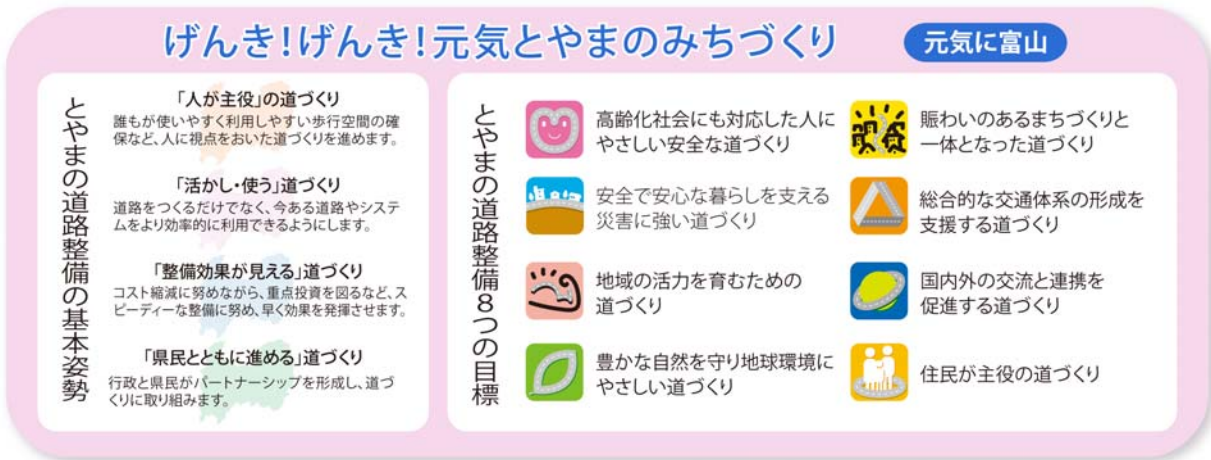 げんき!げんき!元気とやまのみちづくり
元気に富山
とやまの道路整備の基本姿勢
「人が主役」の道づくり
誰もが使いやすく利用しやすい歩行空間の確
保など、人に視点をおいた道づくりを進めます。
「活かし・使う」道づくり
道路をつくるだけでなく、今ある道路やシステ
ムをより効率的に利用できるようにします。
「整備効果が見える」道づくり
コスト縮減に努めながら、重点投資を図るなど、ス
ピーディーな整備に努め、早く効果を発揮させます。
「県民とともに進める」道づくり
行政と県民がパートナーシップを形成し、道づ
くりに取り組みます。
とやまの道路整備8つの目標
高齢化社会にも対応した人に
やさしい安全な道づくり
安全で安心な暮らしを支える
災害に強い道づくり
地域の活力を育むための
道づくり
豊かな自然を守り地球環境に
やさしい道づくり
賑わいのあるまちづくりと
一体となった道づくり
総合的な交通体系の形成を
支援する道づくり
国内外の交流と連携を
促進する道づくり
住民が主役の道づくり